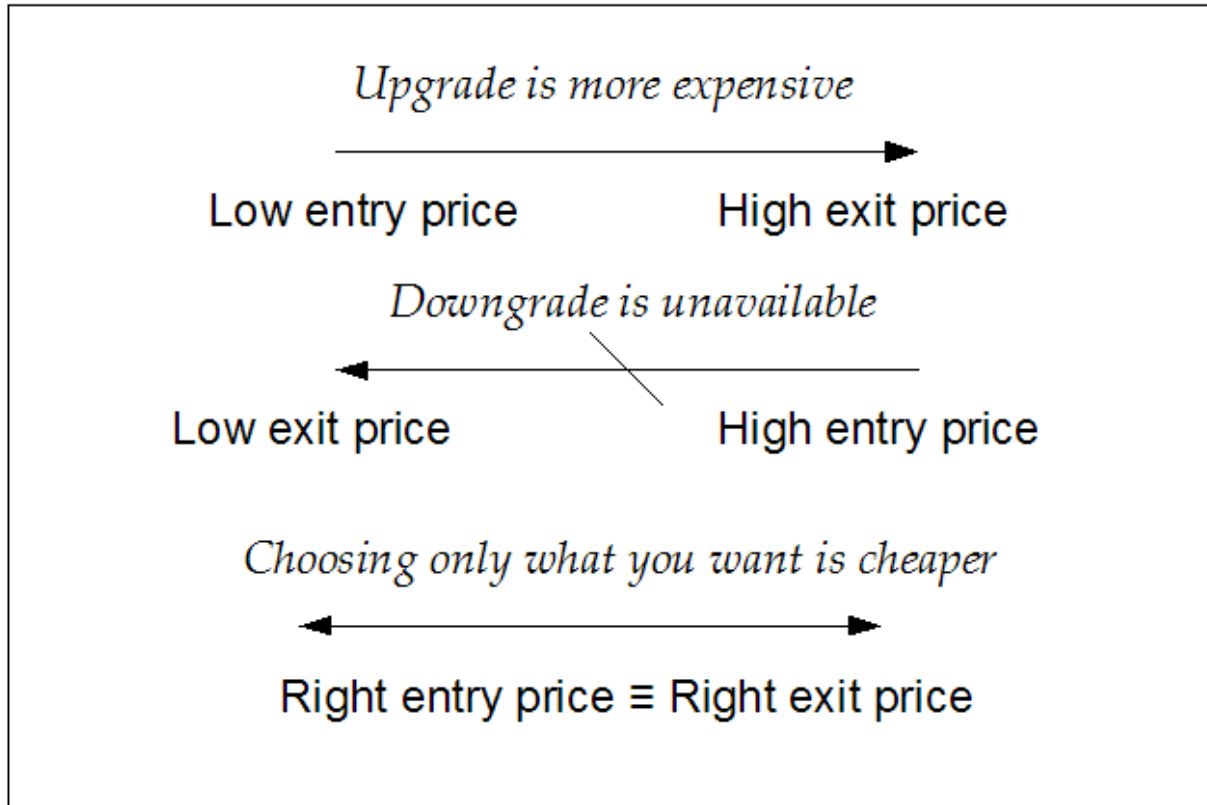 Upgrade is more expensive
Low entry price High exit price
Downgrade is unavailable
Low exit price High entry price
Choosing only what you want is cheaper
Right entry price ≡ Right exit price